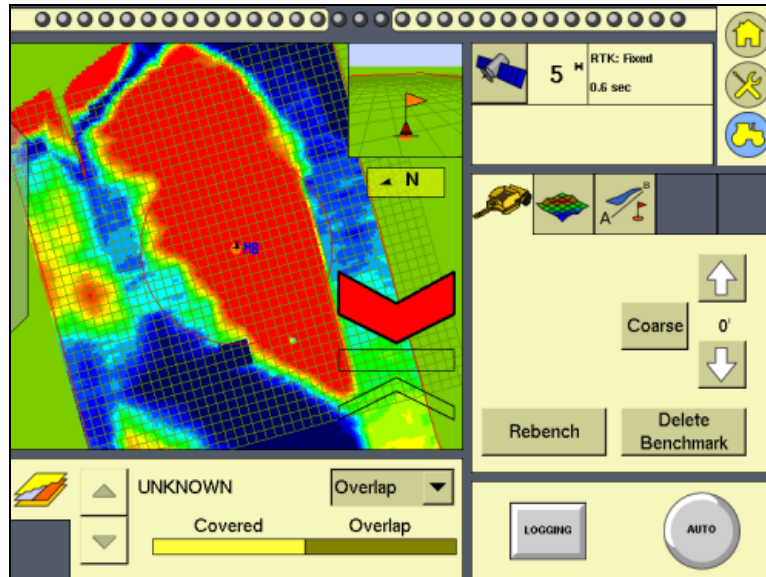 5 M
RTK: Fixed
0.6 sec
N
MB
A B
Coarse
0'
Rebench
Delete
Benchmark
UNKNOWN
Overlap
Covered
Overlap
LOGGING
AUTO